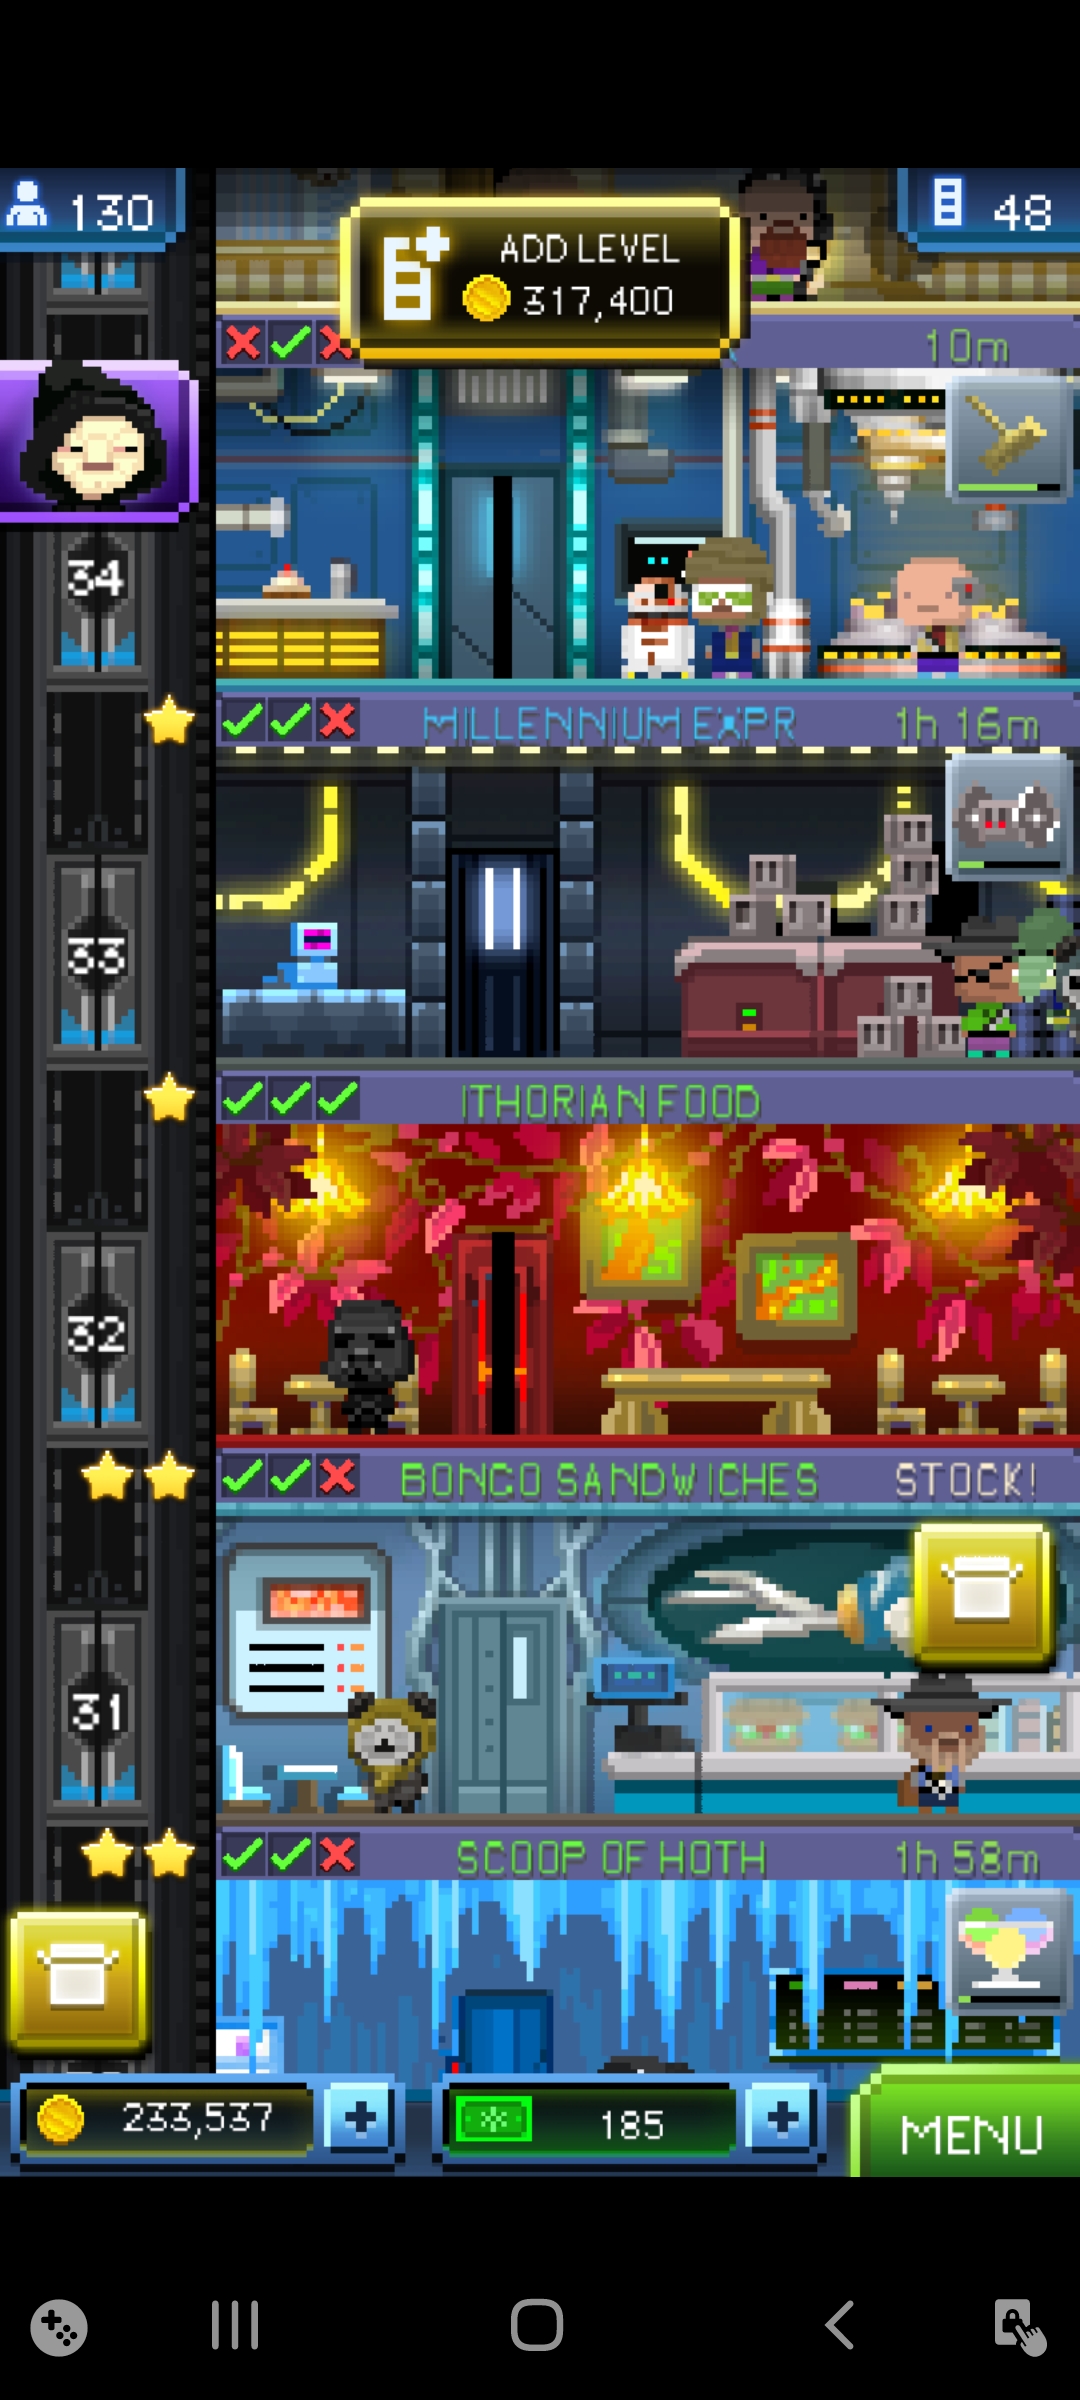 130
48
ADD LEVEL
317,400
10m
34
MILLENNIUM EXPR
1h 16m
33
ITHORIAN FOOD
32
BONGO SANDWICHES
STOCK!
31
SCOOP OF HOTH
1h 58m
233,537
185
MENU